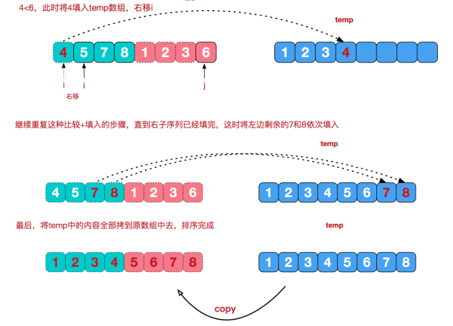 4<6，此时将4填入temp数组，右移i
temp
4 5 7 8 1 2 3 6
1 2 3 4
i i j
右移
继续重复这种比较+填入的步骤，直到右子序列已经填完，这时将左边剩余的7和8依次填入
temp
4 5 7 8 1 2 3 6
1 2 3 4 5 6 7 8
最后，将temp中的内容全部拷到原数组中去，排序完成
temp
1 2 3 4 5 6 7 8
1 2 3 4 5 6 7 8
copy